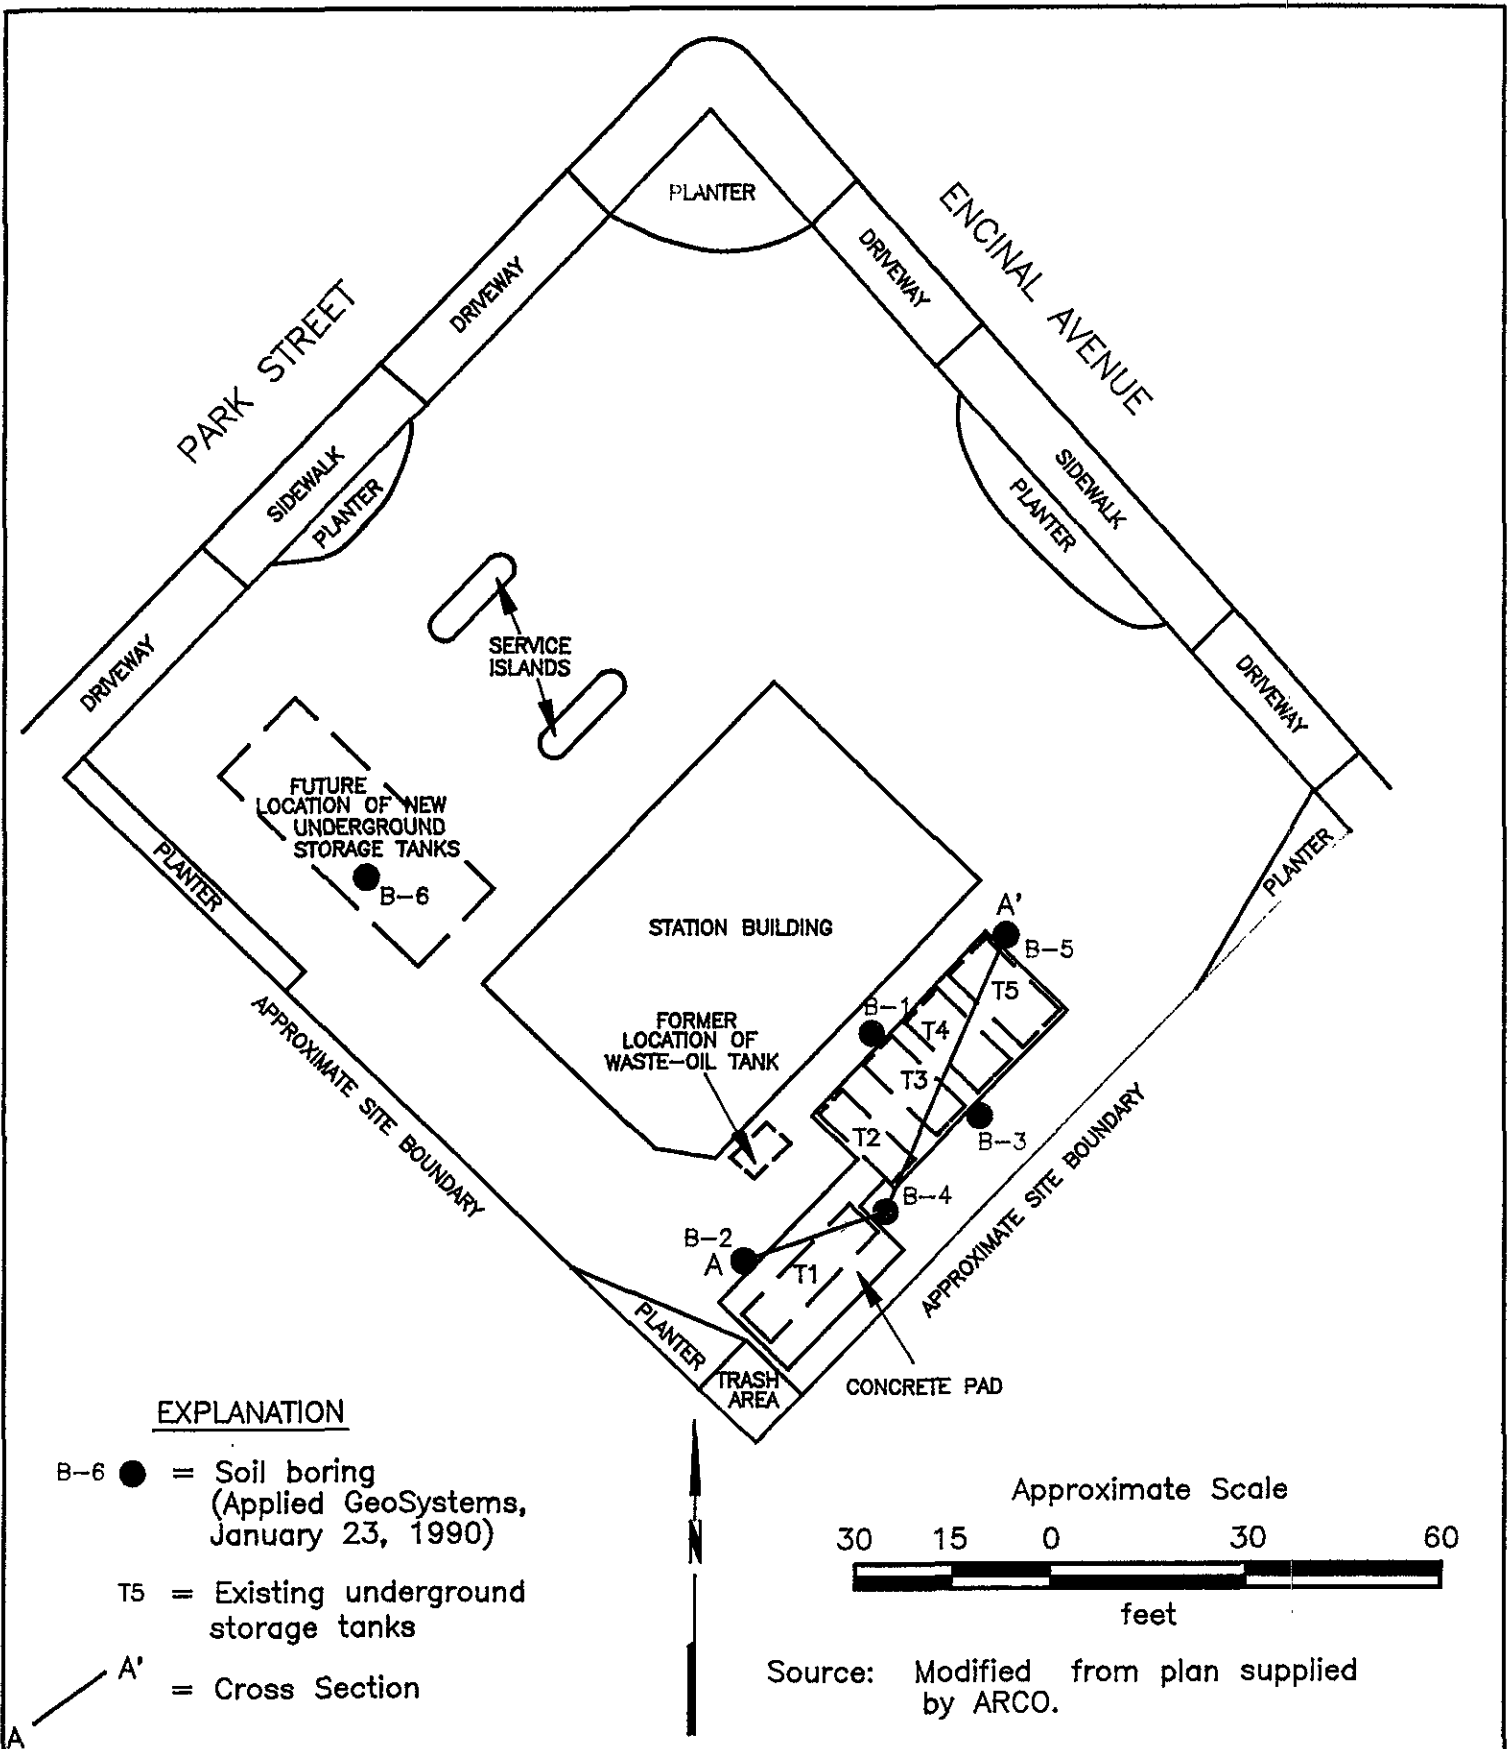 PLANTER
ENCINAL AVENUE
DRIVEWAY
DRIVEWAY
PARK STREET
SIDEWALK
PLANTER
SIDEWALK
PLANTER
SERVICE
ISLANDS
DRIVEWAY
DRIVEWAY
FUTURE
LOCATION OF NEW
UNDERGROUND
STORAGE TANKS
B-6
PLANTER
PLANTER
STATION BUILDING
A'
B-5
T5
B-1
T4
FORMER
LOCATION OF
WASTE-OIL TANK
T3
T2
B-3
APPROXIMATE SITE BOUNDARY
APPROXIMATE SITE BOUNDARY
B-4
B-2
A
T1
PLANTER
TRASH
AREA
CONCRETE PAD
EXPLANATION
B-6 = Soil boring
(Applied GeoSystems,
January 23, 1990)
T5 = Existing underground
storage tanks
A'
= Cross Section
A
N
Approximate Scale
30 15 0 30 60
feet
Source: Modified from plan supplied
by ARCO.